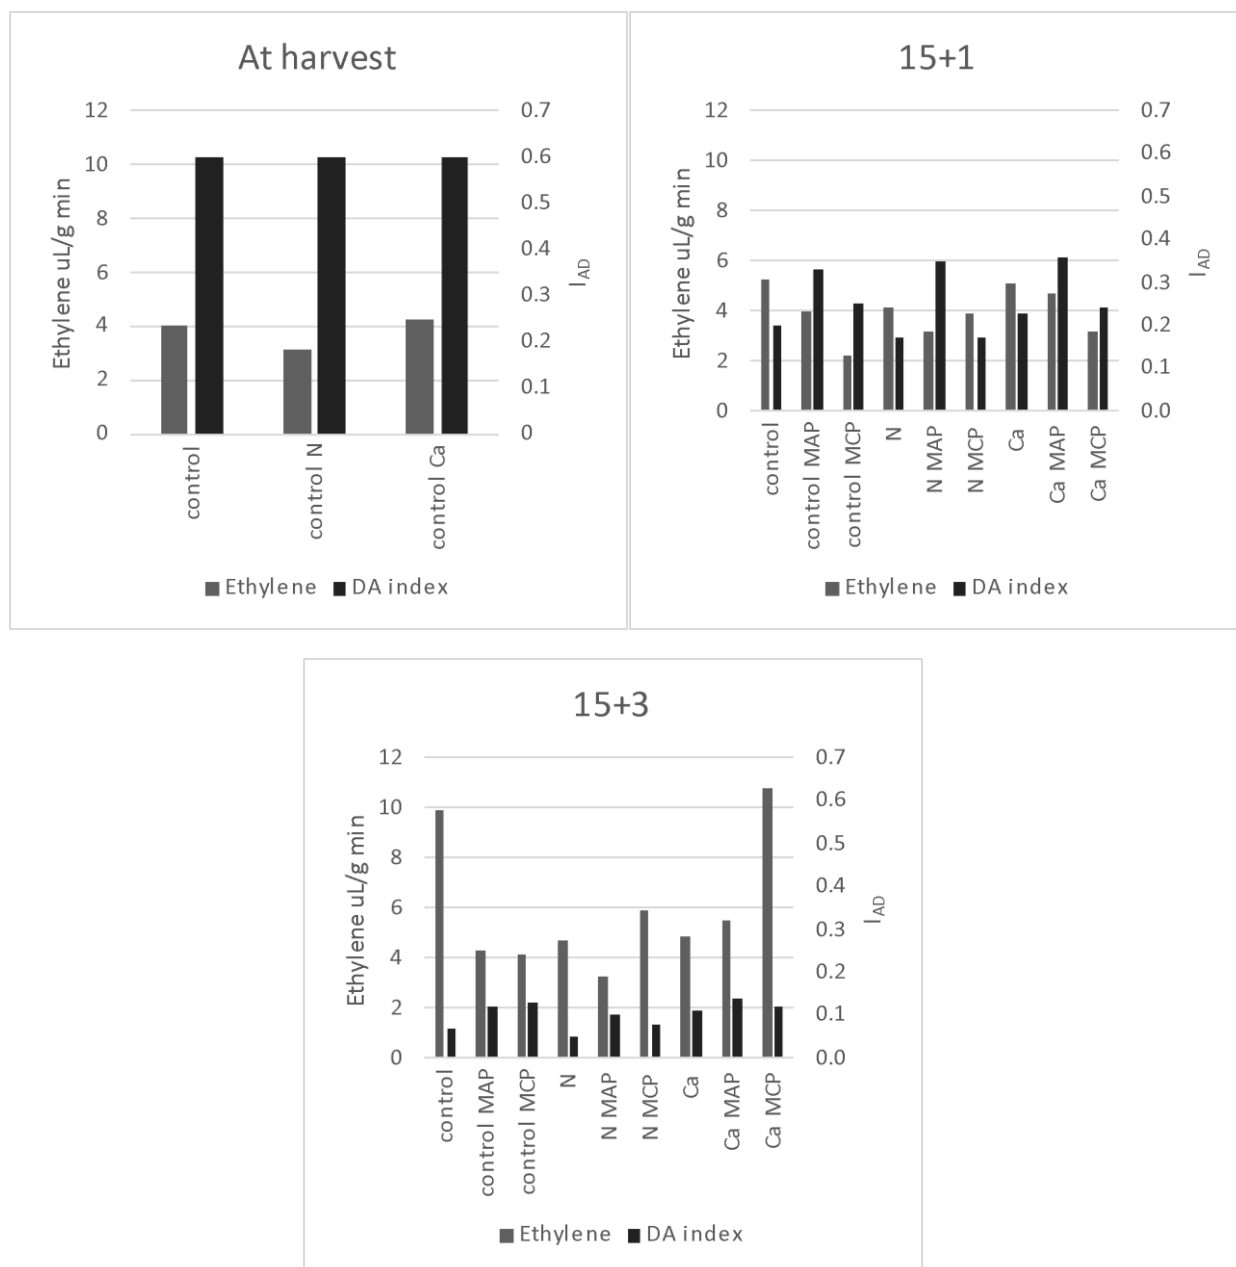 At harvest
12
10
8
6
4
2
0
Ethylene uL/g min
0.7
0.6
0.5
0.4
0.3
0.2
0.1
0
I_AD
control
control N
control Ca
Ethylene DA index
15+1
12
10
8
6
4
2
0
Ethylene uL/g min
0.7
0.6
0.5
0.4
0.3
0.2
0.1
0.0
I_AD
control
control MAP
control MCP
N
N MAP
N MCP
Ca
Ca MAP
Ca MCP
Ethylene DA index
15+3
12
10
8
6
4
2
0
Ethylene uL/g min
0.7
0.6
0.5
0.4
0.3
0.2
0.1
0.0
I_AD
control
control MAP
control MCP
N
N MAP
N MCP
Ca
Ca MAP
Ca MCP
Ethylene DA index